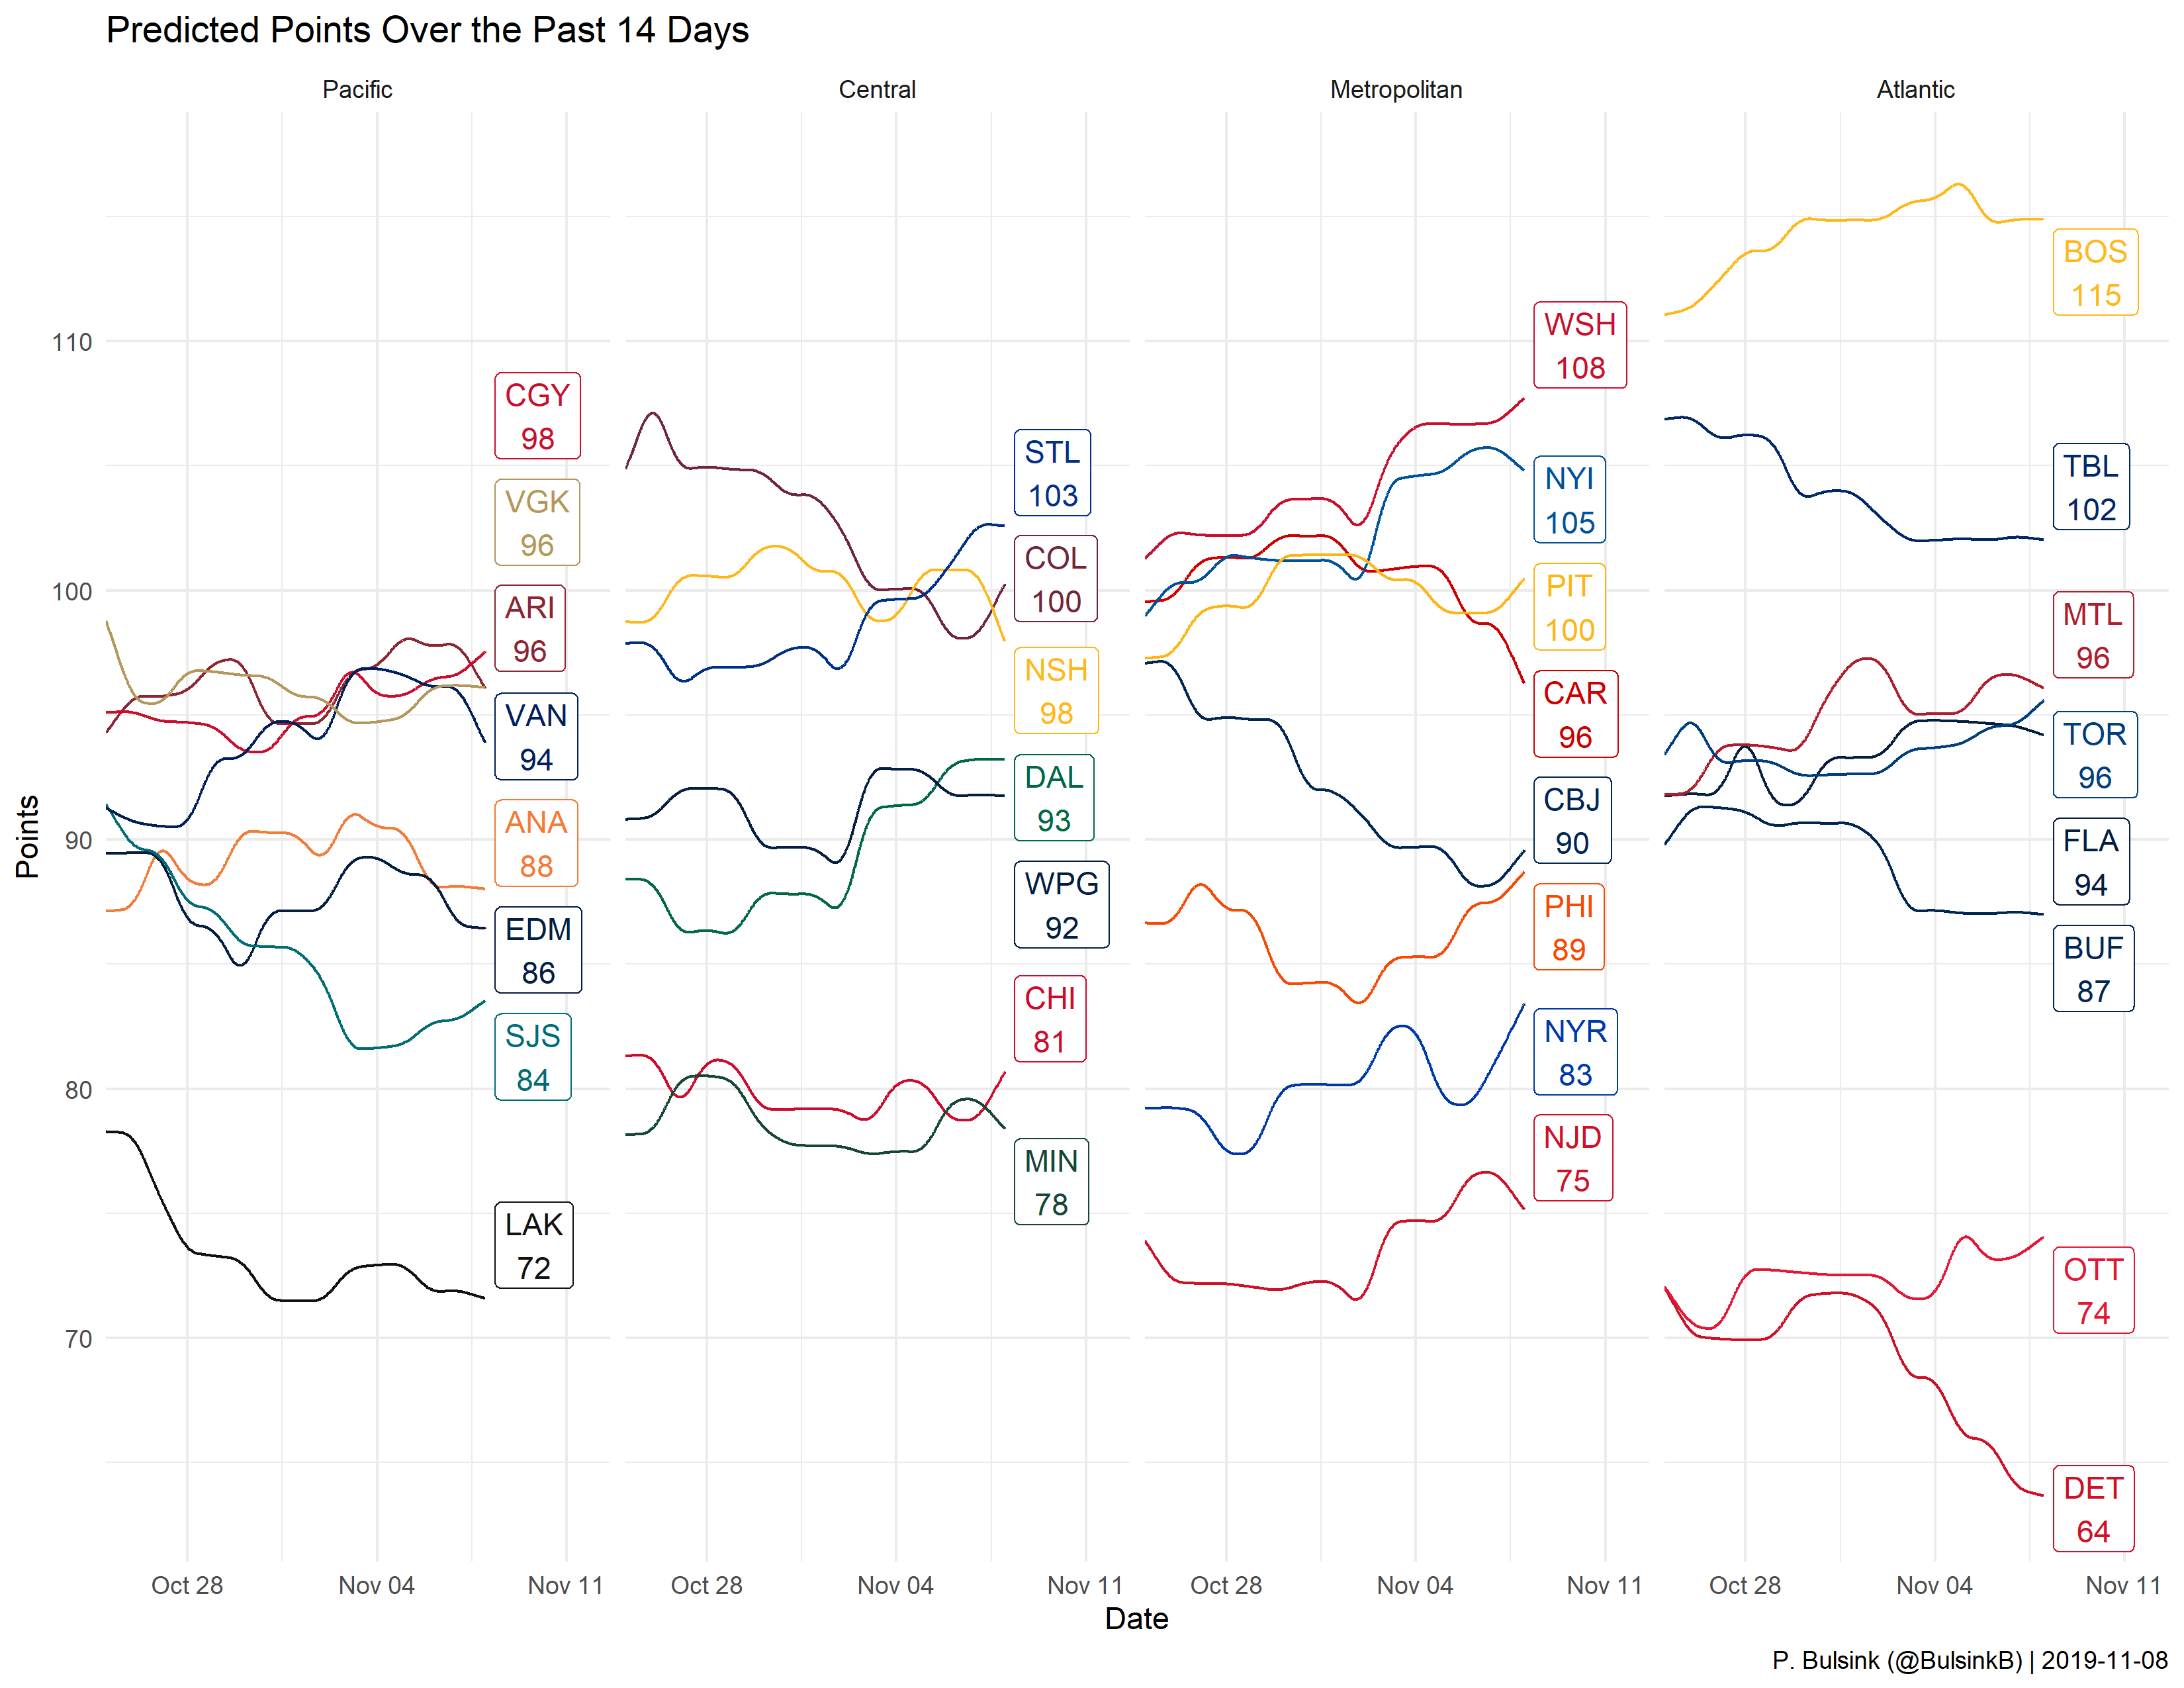 Predicted Points Over the Past 14 Days
Pacific
Central
Metropolitan
Atlantic
Points
110
100
90
80
70
CGY
98
VGK
96
ARI
96
VAN
94
ANA
88
EDM
86
SJS
84
LAK
72
STL
103
COL
100
NSH
98
DAL
93
WPG
92
CHI
81
MIN
78
WSH
108
NYI
105
PIT
100
CAR
96
CBJ
90
PHI
89
NYR
83
NJD
75
BOS
115
TBL
102
MTL
96
TOR
96
FLA
94
BUF
87
OTT
74
DET
64
Oct 28
Nov 04
Nov 11
Oct 28
Nov 04
Nov 11
Oct 28
Nov 04
Nov 11
Oct 28
Nov 04
Nov 11
Date
P. Bulsink (@BulsinkB) | 2019-11-08